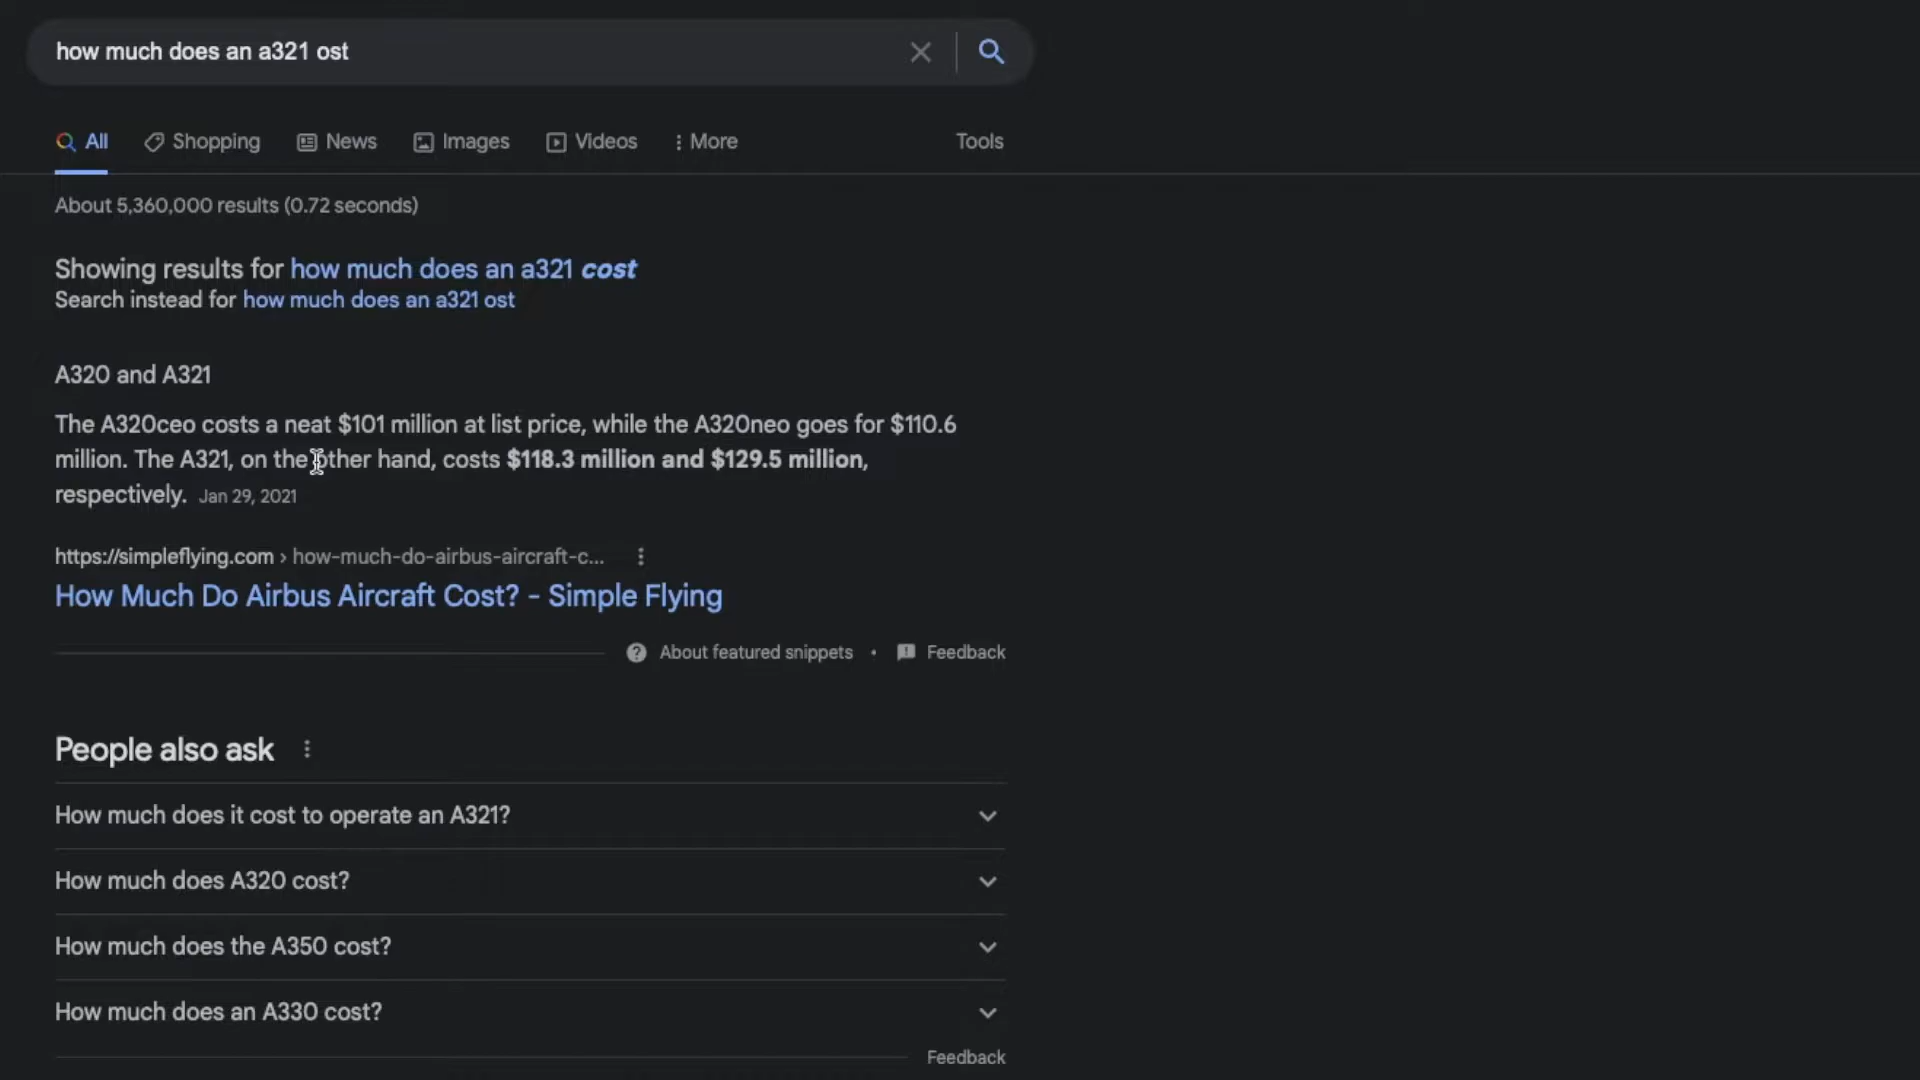 how much does an a321 ost
All Shopping News Images Videos More Tools
About 5,360,000 results (0.72 seconds)
Showing results for how much does an a321 cost
Search instead for how much does an a321 ost
A320 and A321
The A320ceo costs a neat $101 million at list price, while the A320neo goes for $110.6
million. The A321, on the other hand, costs $118.3 million and $129.5 million,
respectively. Jan 29, 2021
https://simpleflying.com › how-much-do-airbus-aircraft-c...
How Much Do Airbus Aircraft Cost? - Simple Flying
About featured snippets • Feedback
People also ask
How much does it cost to operate an A321?
How much does A320 cost?
How much does the A350 cost?
How much does an A330 cost?
Feedback